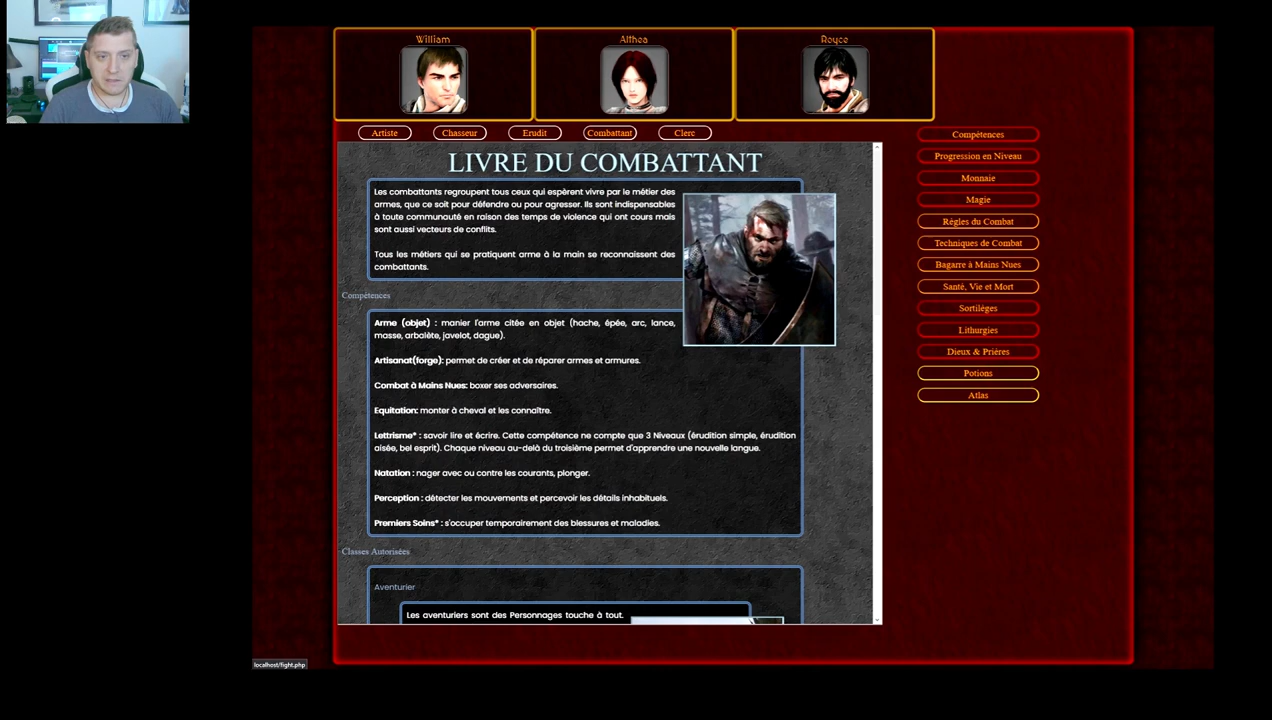 William
Althea
Royce
Artiste
Chasseur
Erudit
Combattant
Clerc
LIVRE DU COMBATTANT
Les combattants regroupent tous ceux qui espèrent vivre par le métier des
armes, que ce soit pour défendre ou pour agresser. Ils sont indispensables
à toute communauté en raison des temps de violence qui ont cours mais
sont aussi vecteurs de conflits.
Tous les métiers qui se pratiquent arme à la main se reconnaissent des
combattants.
Compétences
Arme (objet) : manier l'arme citée en objet (hache, épée, arc, lance,
masse, arbalète, javelot, dague).
Artisanat(forge): permet de créer et de réparer armes et armures.
Combat à Mains Nues: boxer ses adversaires.
Equitation: monter à cheval et les connaître.
Lettrisme* : savoir lire et écrire. Cette compétence ne compte que 3 Niveaux (érudition simple, érudition
aisée, bel esprit). Chaque niveau au-delà du troisième permet d'apprendre une nouvelle langue.
Natation : nager avec ou contre les courants, plonger.
Perception : détecter les mouvements et percevoir les détails inhabituels.
Premiers Soins* : s'occuper temporairement des blessures et maladies.
Classes Autorisées
Aventurier
Les aventuriers sont des Personnages touche à tout.
Compétences
Progression en Niveau
Monnaie
Magie
Règles du Combat
Techniques de Combat
Bagarre à Mains Nues
Santé, Vie et Mort
Sortilèges
Lithurgies
Dieux & Prières
Potions
Atlas
localhost/fight.php